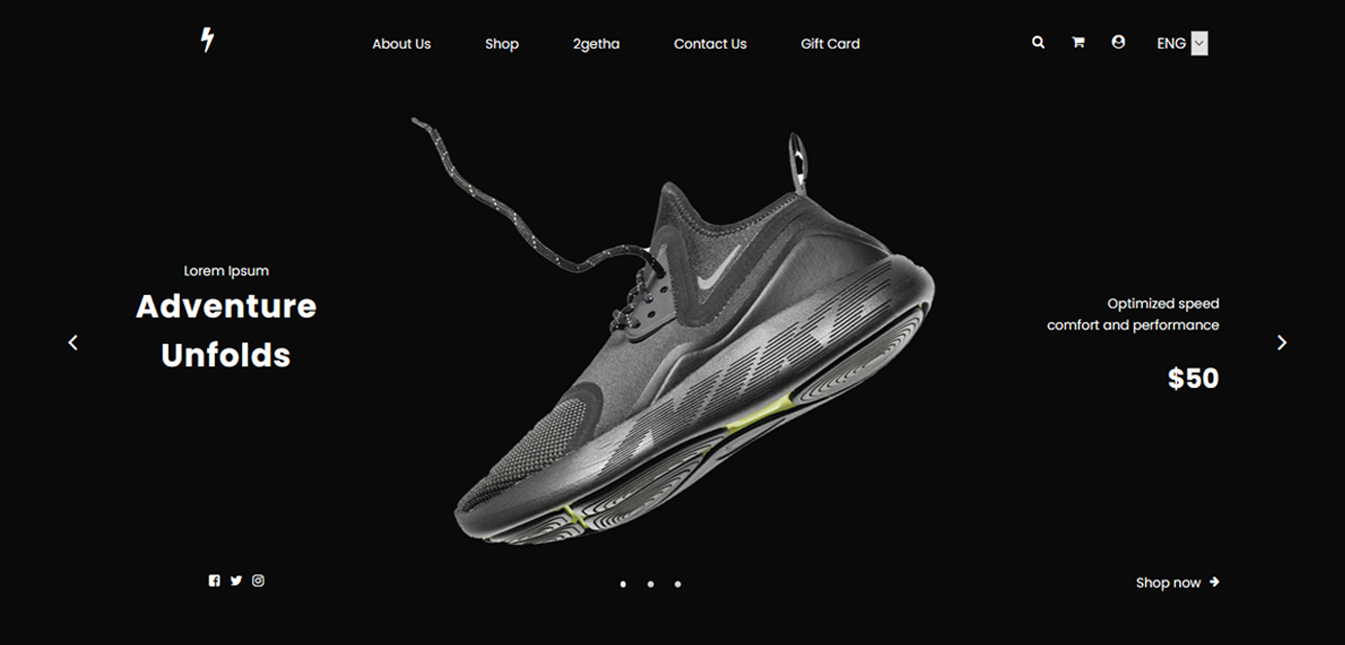 About Us
Shop
2getha
Contact Us
Gift Card
ENG
Lorem Ipsum
Adventure
Unfolds
Optimized speed
comfort and performance
$50
Shop now